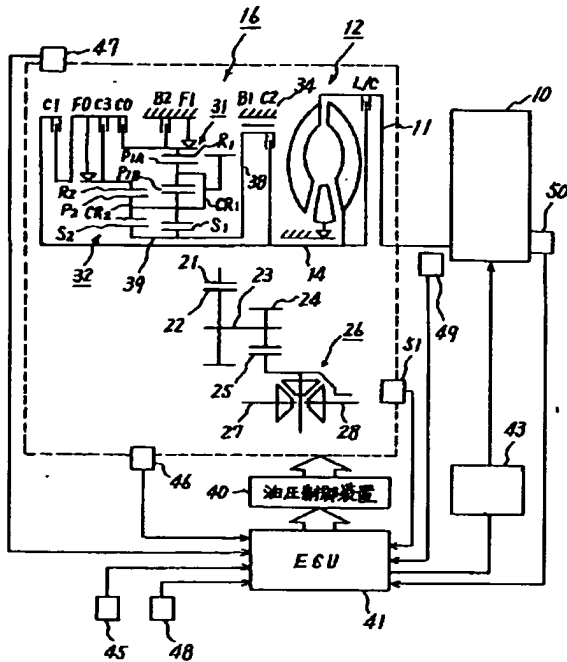 47
16
12
10
C1 F0 C3 C0 B2 F1 31 B1 C2 34 L/C
11
P1A R1
P1B 38
R2
P2 CR2 CR1
S2 S1
50
32 39 14
49
21 23 24
22
26
51
25
27 28
43
46
40 油圧制御装置
ECU
41
45 48